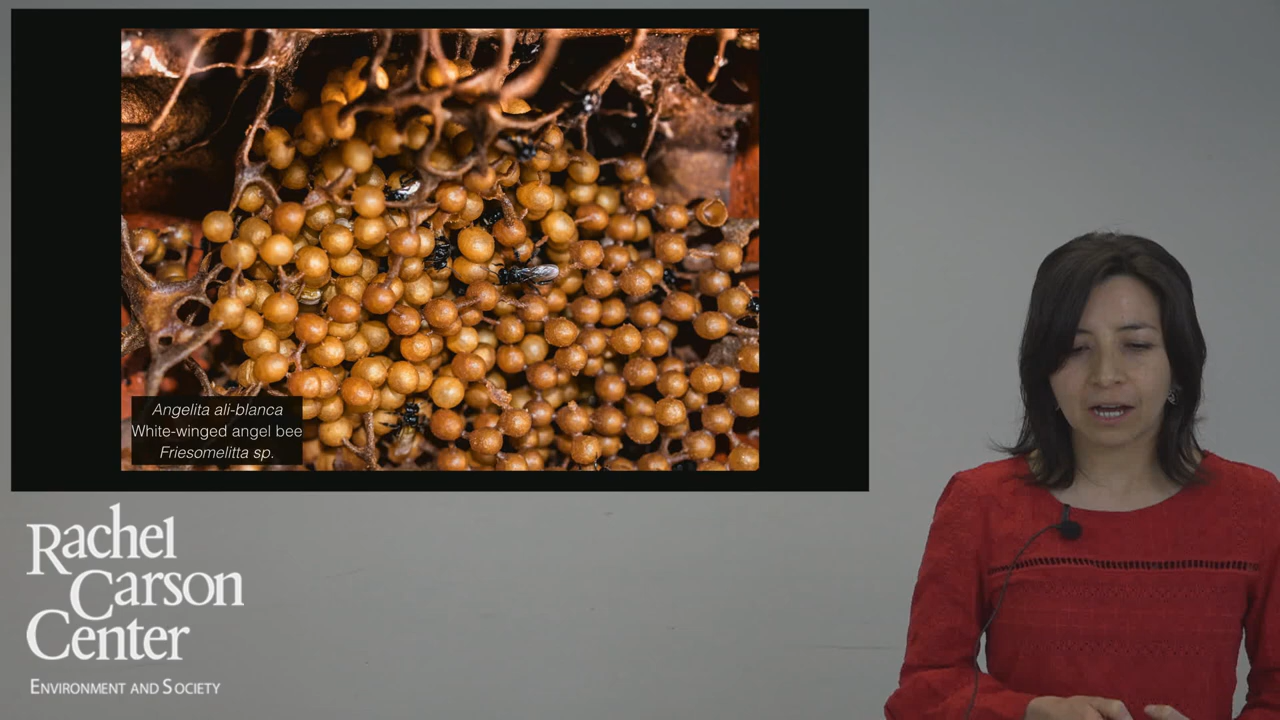 Angelita ali-blanca
White-winged angel bee
Friesomelitta sp.
Rachel
Carson
Center
ENVIRONMENT AND SOCIETY